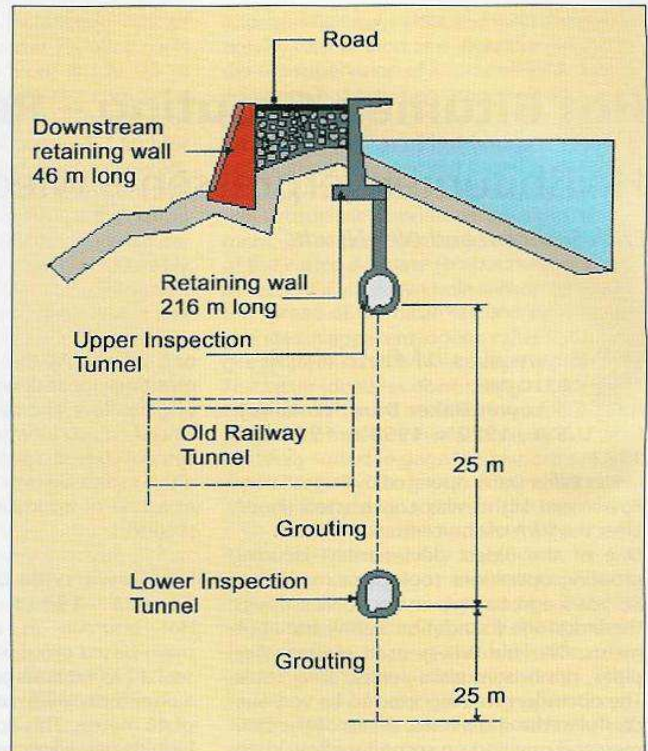 Road
Downstream
retaining wall
46 m long
Retaining wall
216 m long
Upper Inspection
Tunnel
Old Railway
Tunnel
25 m
Grouting
Lower Inspection
Tunnel
Grouting
25 m